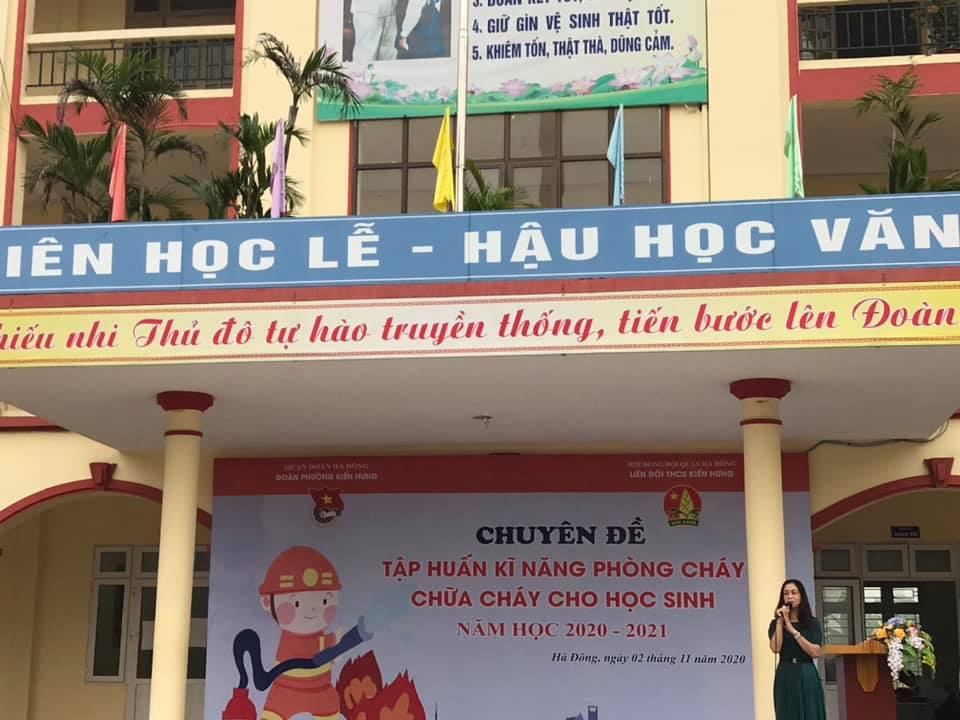 4. GIỮ GÌN VỆ SINH THẬT TỐT.
5. KHIÊM TỐN, THẬT THÀ, DŨNG CẢM.
IÊN HỌC LỄ - HẬU HỌC VĂN
hiếu nhi Thủ đô tự hào truyền thống, tiến bước lên Đoàn
QUẬN ĐOÀN HÀ ĐÔNG
ĐOÀN PHƯỜNG KIẾN HƯNG
HỘI ĐỒNG ĐỘI QUẬN HÀ ĐÔNG
LIÊN ĐỘI THCS KIẾN HƯNG
CHUYÊN ĐỀ
TẬP HUẤN KĨ NĂNG PHÒNG CHÁY
CHỮA CHÁY CHO HỌC SINH
NĂM HỌC 2020 - 2021
Hà Đông, ngày 02 tháng 11 năm 2020